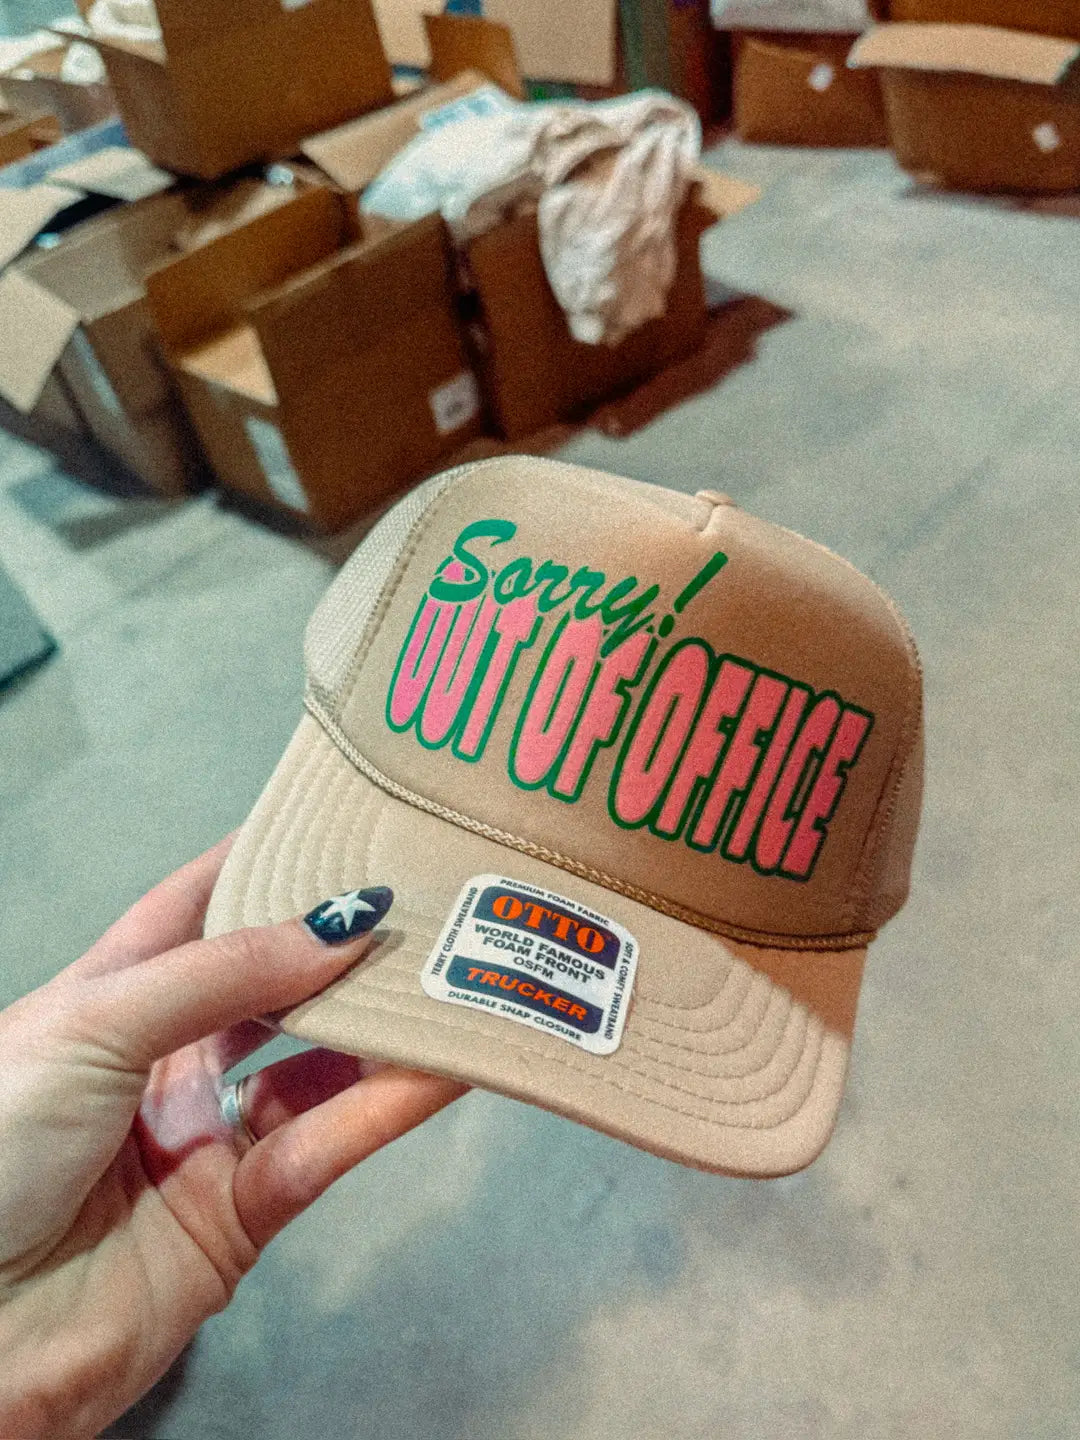 Sorry!
OUT OF OFFICE
PREMIUM FOAM FABRIC
TERRY CLOTH SWEATBAND
OTTO
WORLD FAMOUS
FOAM FRONT
OSFM
TRUCKER
DURABLE SNAP CLOSURE
SOFT & COMFY SWEATBAND